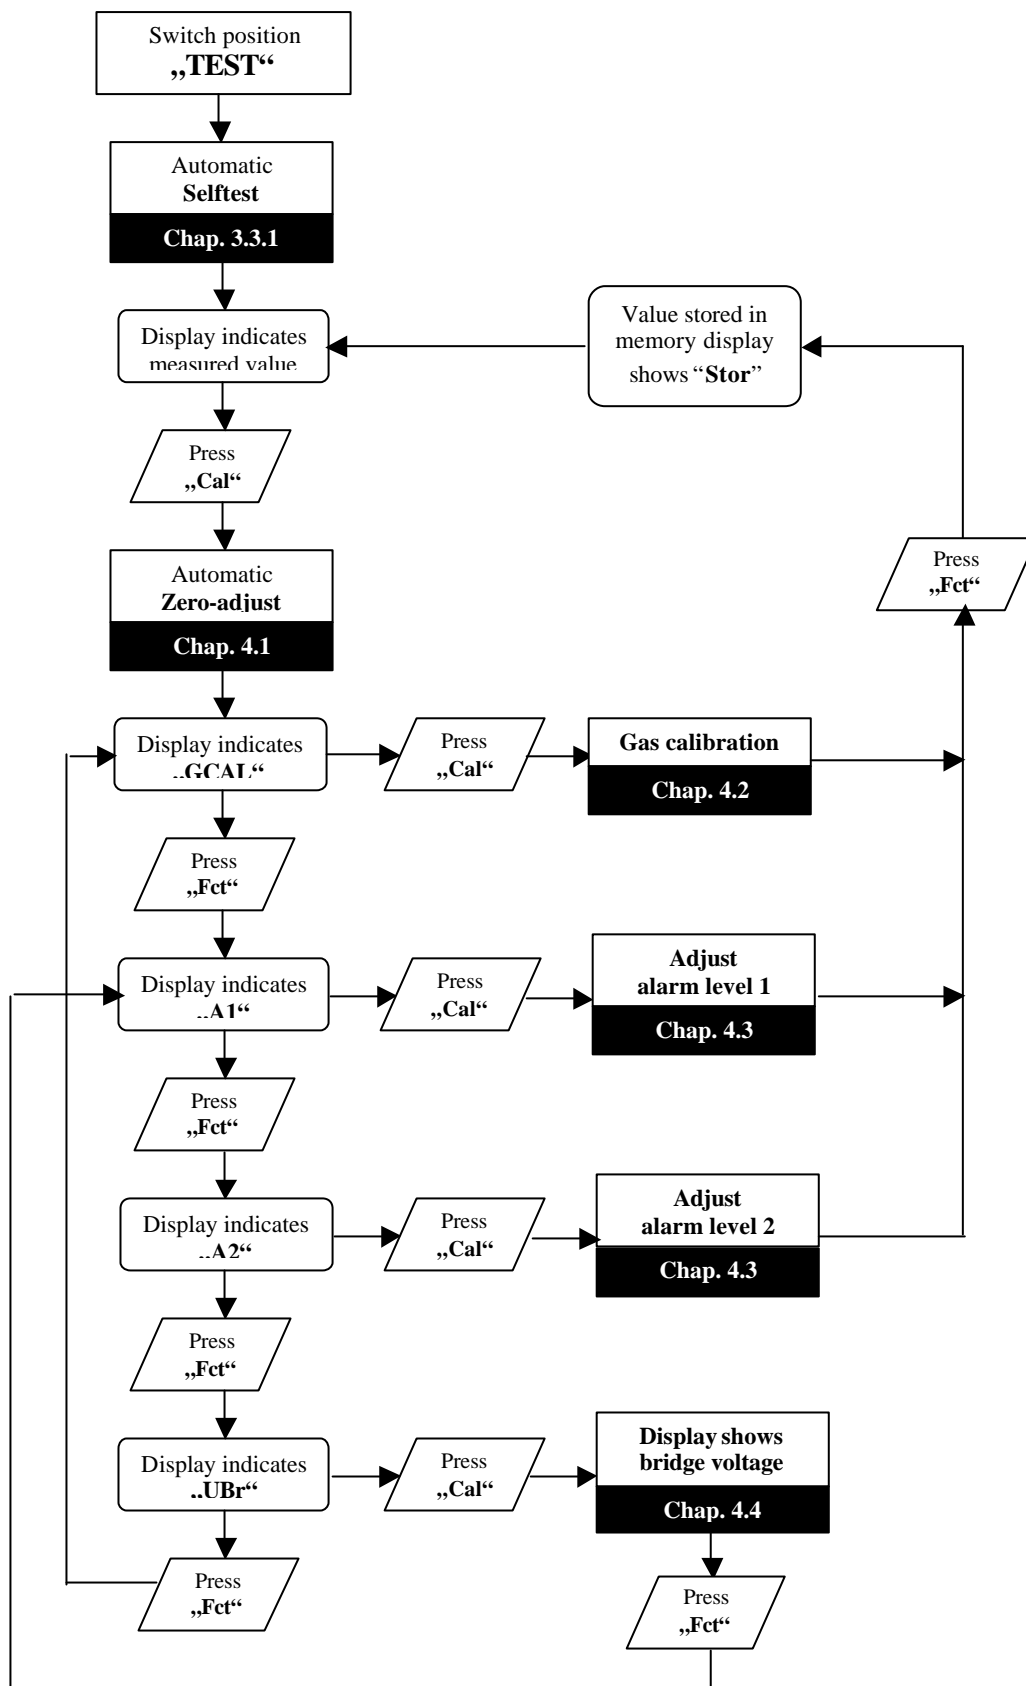 Switch position
„TEST“
Automatic
Selftest
Chap. 3.3.1
Display indicates
measured value
Value stored in
memory display
shows “Stor”
Press
„Cal“
Automatic
Zero-adjust
Chap. 4.1
Press
„Fct“
Display indicates
„GCAL“
Press
„Cal“
Gas calibration
Chap. 4.2
Press
„Fct“
Display indicates
„A1“
Press
„Cal“
Adjust
alarm level 1
Chap. 4.3
Press
„Fct“
Display indicates
„A2“
Press
„Cal“
Adjust
alarm level 2
Chap. 4.3
Press
„Fct“
Display indicates
„UBr“
Press
„Cal“
Display shows
bridge voltage
Chap. 4.4
Press
„Fct“
Press
„Fct“